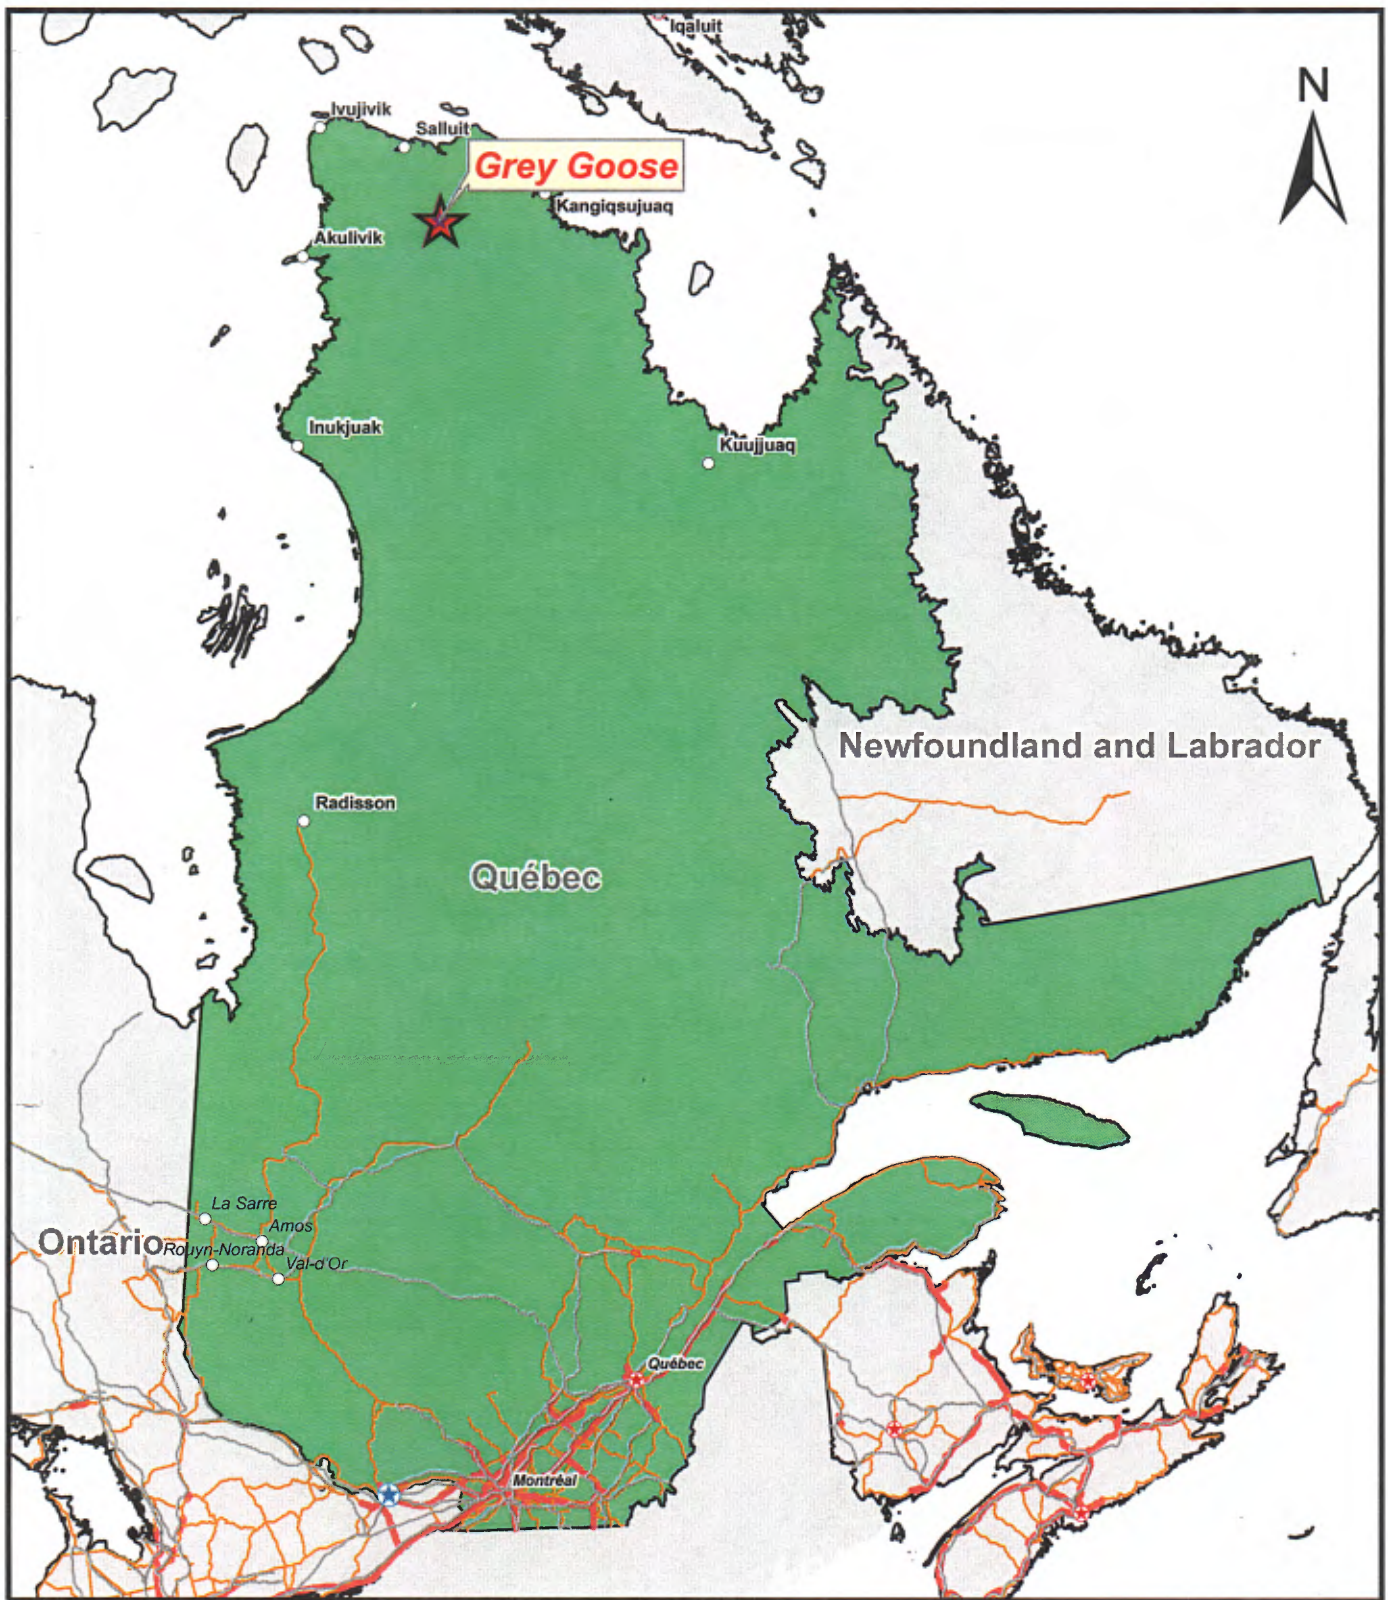 Iqaluit
N
Ivujivik
Salluit
Grey Goose
Kangiqsujuaq
Akulivik
Inukjuak
Kuujjuaq
Newfoundland and Labrador
Radisson
Québec
La Sarre
Amos
Ontario
Rouyn-Noranda
Val-d'Or
Québec
Montréal